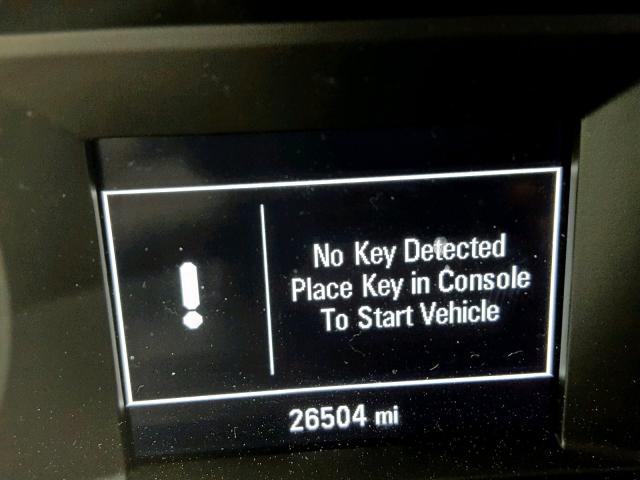 No Key Detected
Place Key in Console
To Start Vehicle
26504 mi